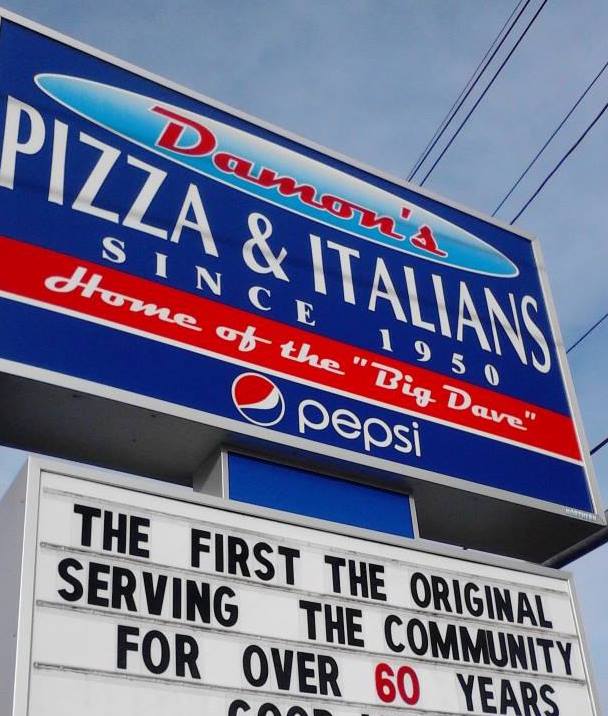 Damon's
PIZZA & ITALIANS
SINCE 1950
Home of the "Big Dave"
pepsi
THE FIRST THE ORIGINAL
SERVING THE COMMUNITY
FOR OVER 60 YEARS